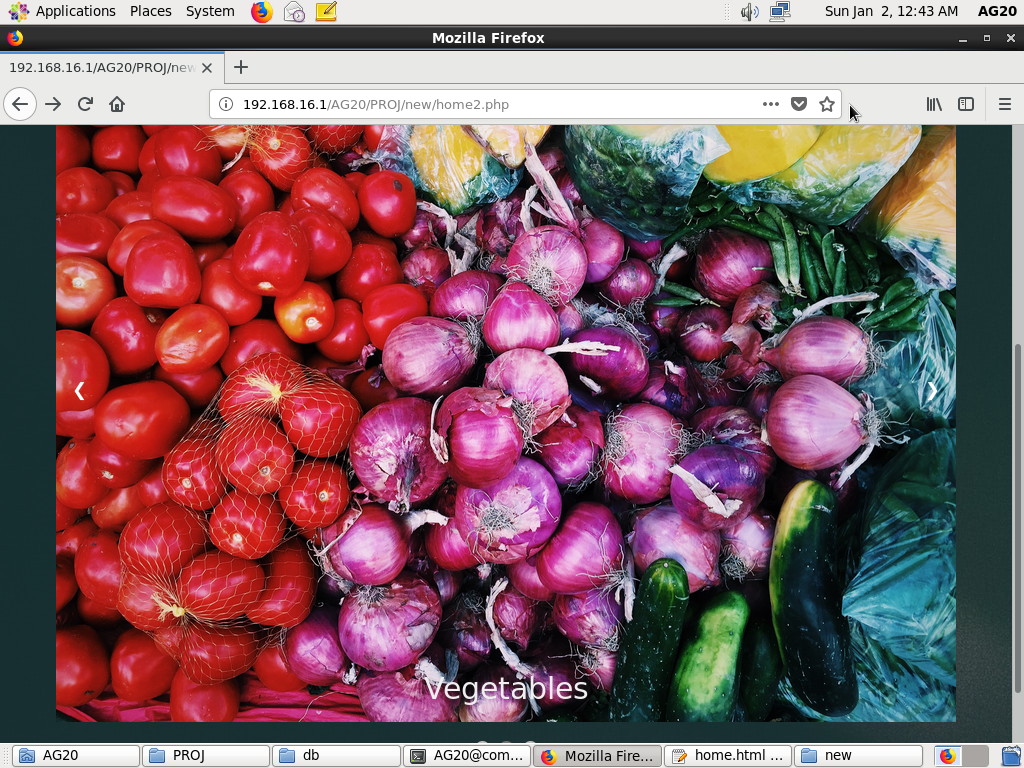 Applications Places System Sun Jan 2, 12:43 AM AG20
Mozilla Firefox
192.168.16.1/AG20/PROJ/new
192.168.16.1/AG20/PROJ/new/home2.php
Vegetables
AG20 PROJ db AG20@com... Mozilla Fire... home.html ... new